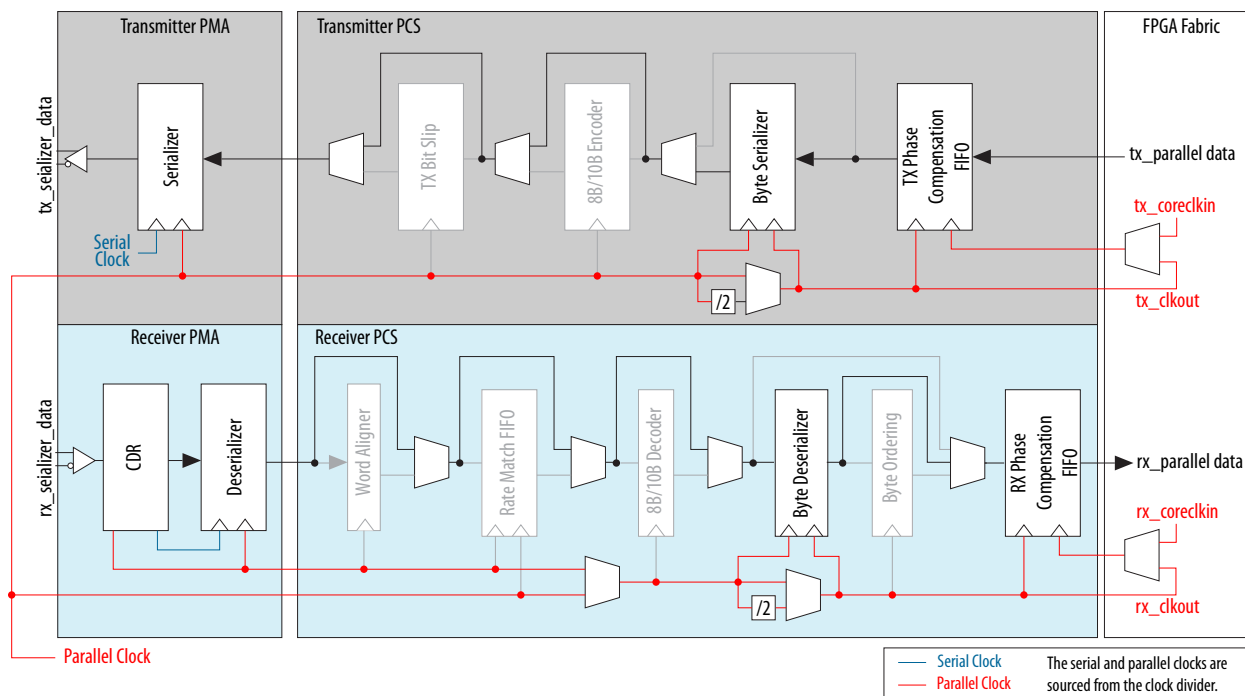 Transmitter PMA
Transmitter PCS
FPGA Fabric
tx_seializer_data
Serializer
TX Bit Slip
8B/10B Encoder
Byte Serializer
TX Phase
Compensation
FIFO
tx_parallel data
tx_coreclkin
Serial
Clock
/2
tx_clkout
Receiver PMA
Receiver PCS
rx_seializer_data
CDR
Deserializer
Word Aligner
Rate Match FIFO
8B/10B Decoder
Byte Deserializer
Byte Ordering
RX Phase
Compensation
FIFO
rx_parallel data
rx_coreclkin
/2
rx_clkout
Parallel Clock
Serial Clock
Parallel Clock
The serial and parallel clocks are
sourced from the clock divider.